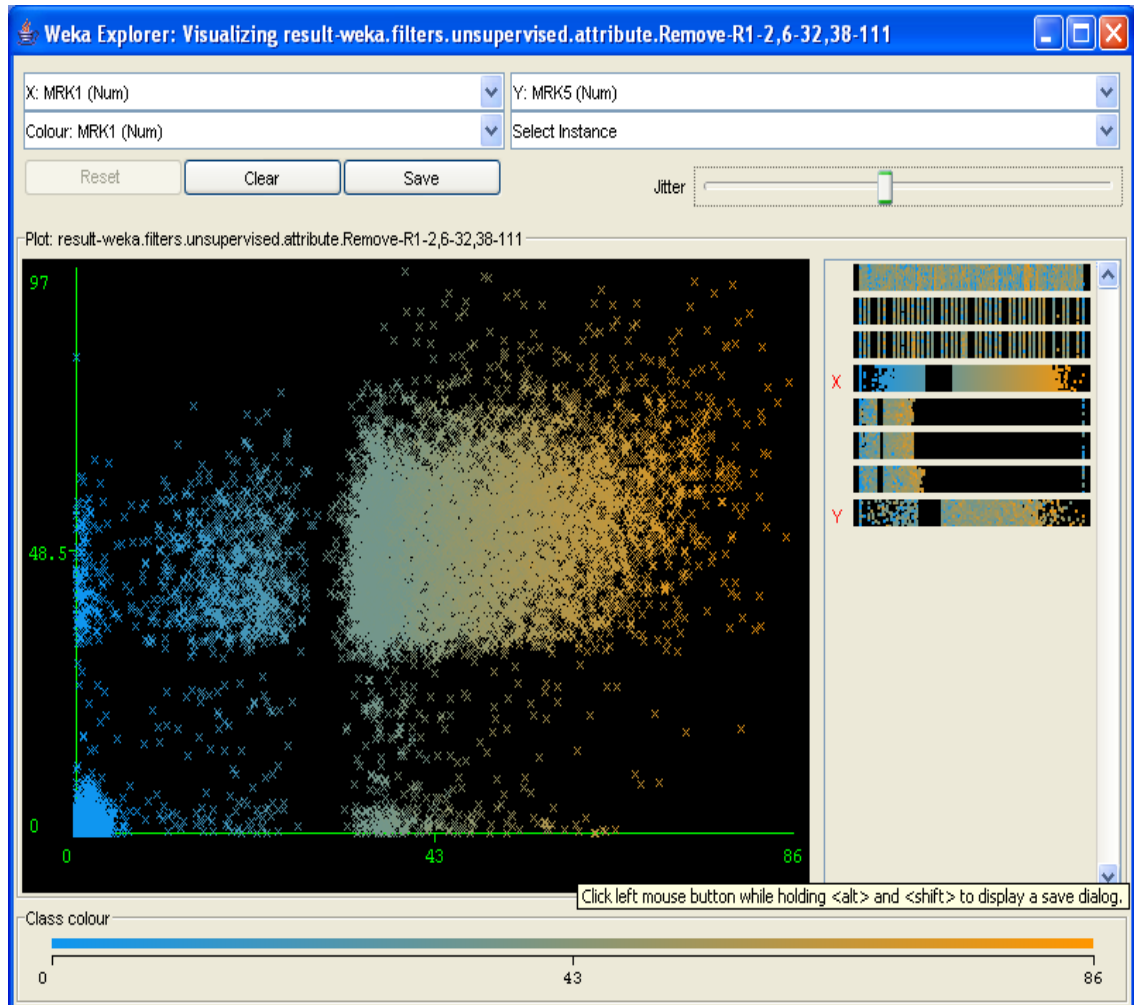 Weka Explorer: Visualizing result-weka.filters.unsupervised.attribute.Remove-R1-2,6-32,38-111
X: MRK1 (Num)
Y: MRK5 (Num)
Colour: MRK1 (Num)
Select Instance
Reset
Clear
Save
Jitter
Plot: result-weka.filters.unsupervised.attribute.Remove-R1-2,6-32,38-111
97
48.5
0
0
43
86
X
Y
Click left mouse button while holding <alt> and <shift> to display a save dialog.
Class colour
0
43
86